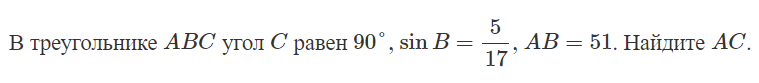 В треугольнике ABC угол C равен 90°, sin B = 5/17, AB = 51. Найдите AC.